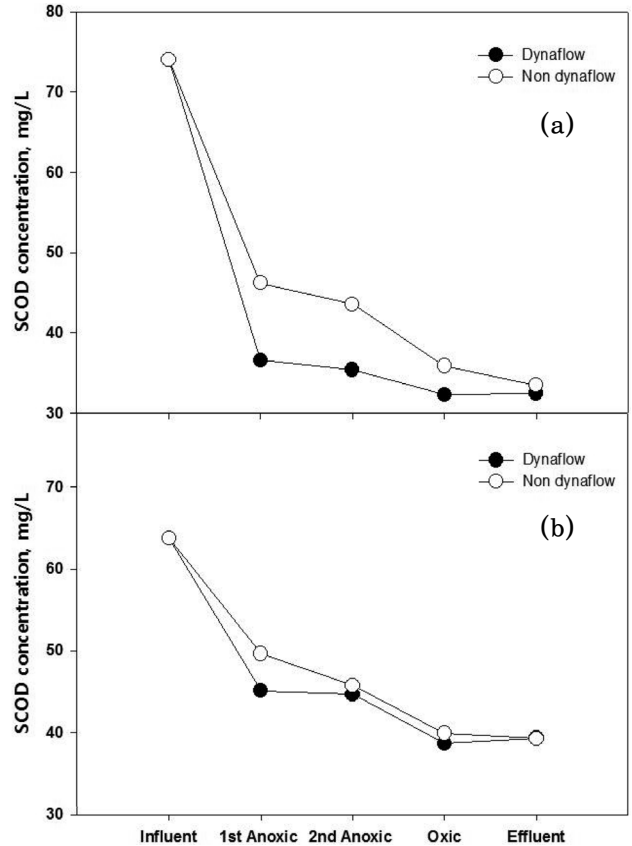 80
70
60
50
40
30
SCOD concentration, mg/L
Dynaflow
Non dynaflow
(a)
70
60
50
40
30
SCOD concentration, mg/L
Dynaflow
Non dynaflow
(b)
Influent 1st Anoxic 2nd Anoxic Oxic Effluent